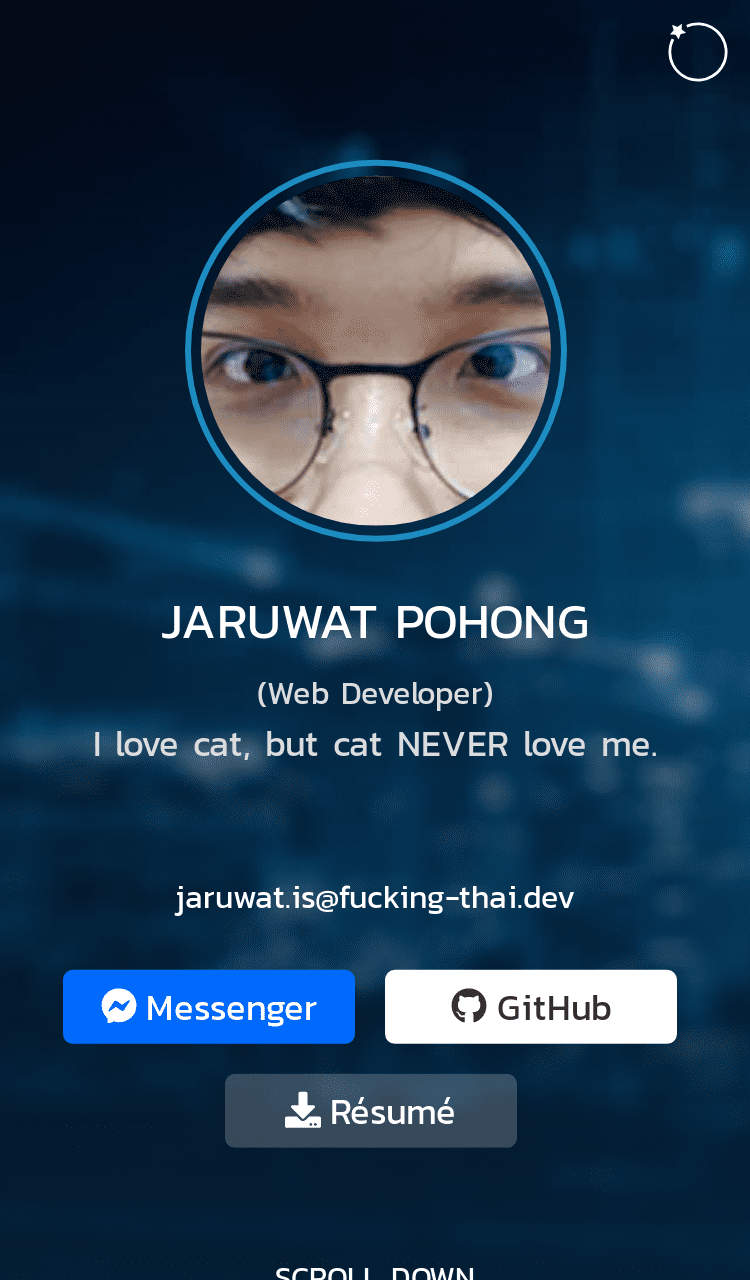 JARUWAT POHONG
(Web Developer)
I love cat, but cat NEVER love me.
jaruwat.is@fucking-thai.dev
Messenger
GitHub
Résumé
SCROLL DOWN